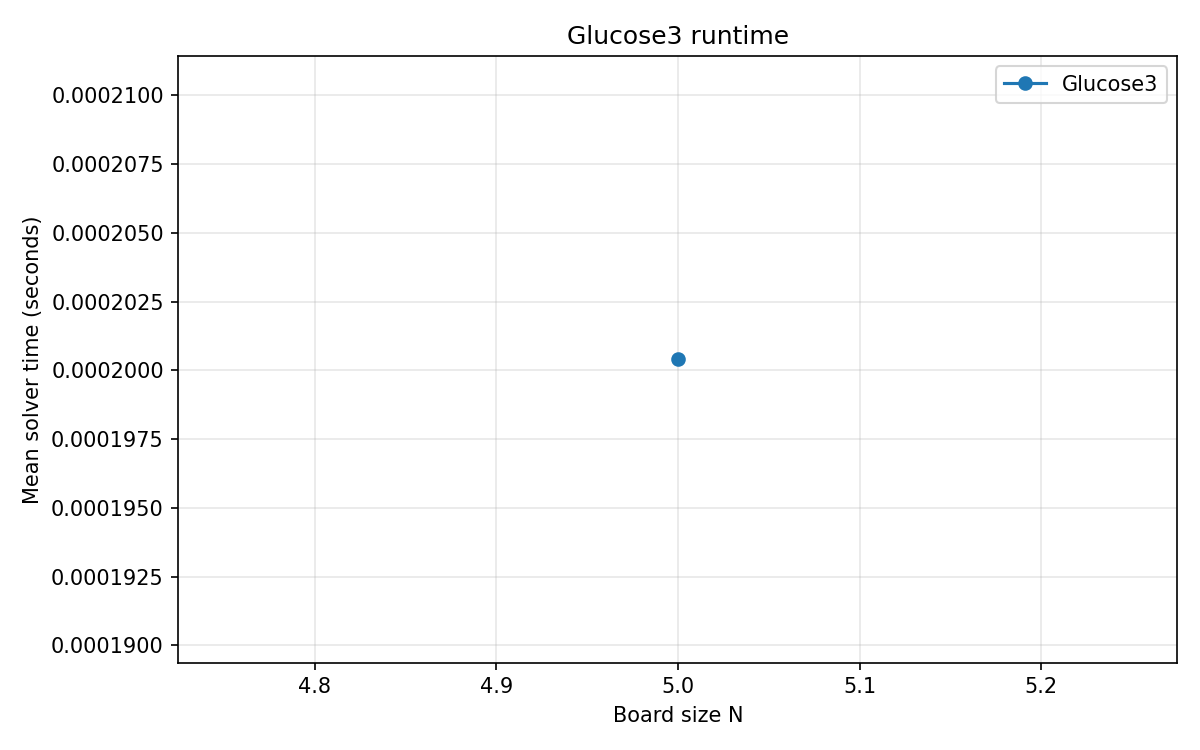 Glucose3 runtime
Glucose3
0.0002100
0.0002075
0.0002050
0.0002025
0.0002000
0.0001975
0.0001950
0.0001925
0.0001900
Mean solver time (seconds)
4.8 4.9 5.0 5.1 5.2
Board size N